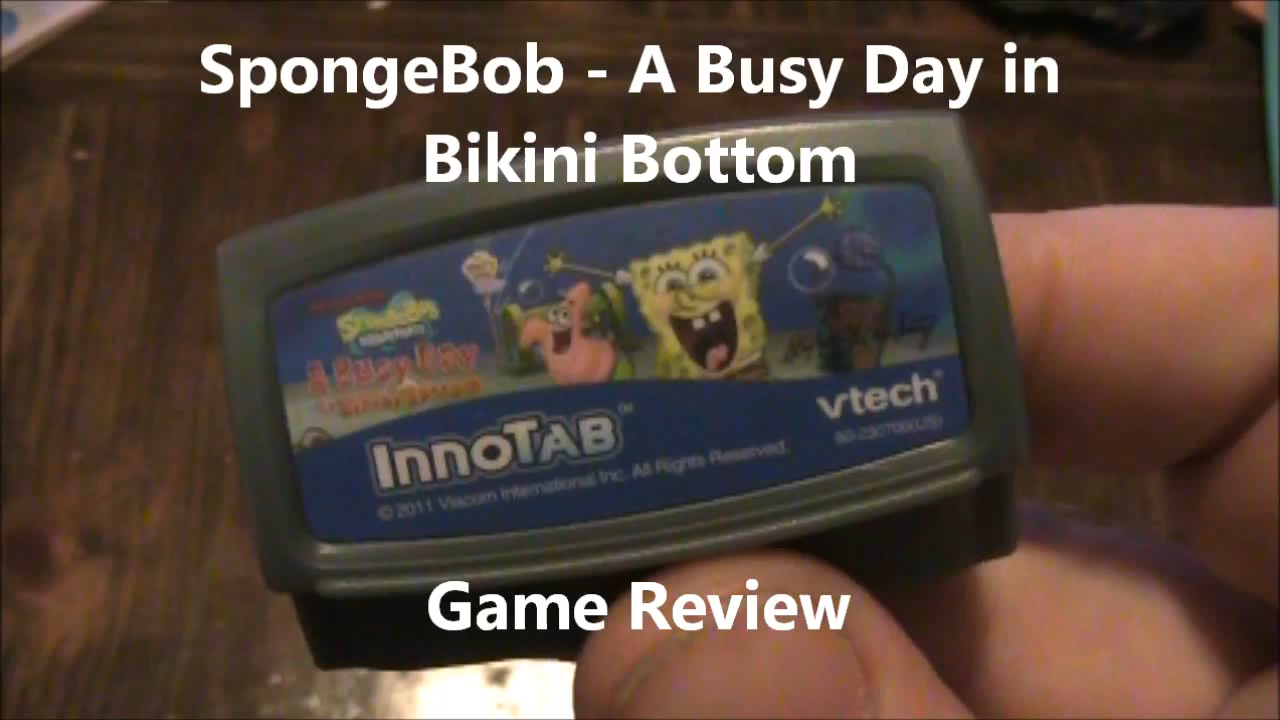 SpongeBob - A Busy Day in
Bikini Bottom
SpongeBob
A Busy Day
InnoTAB™
vtech®
©2011 Viacom International Inc. All Rights Reserved.
Game Review